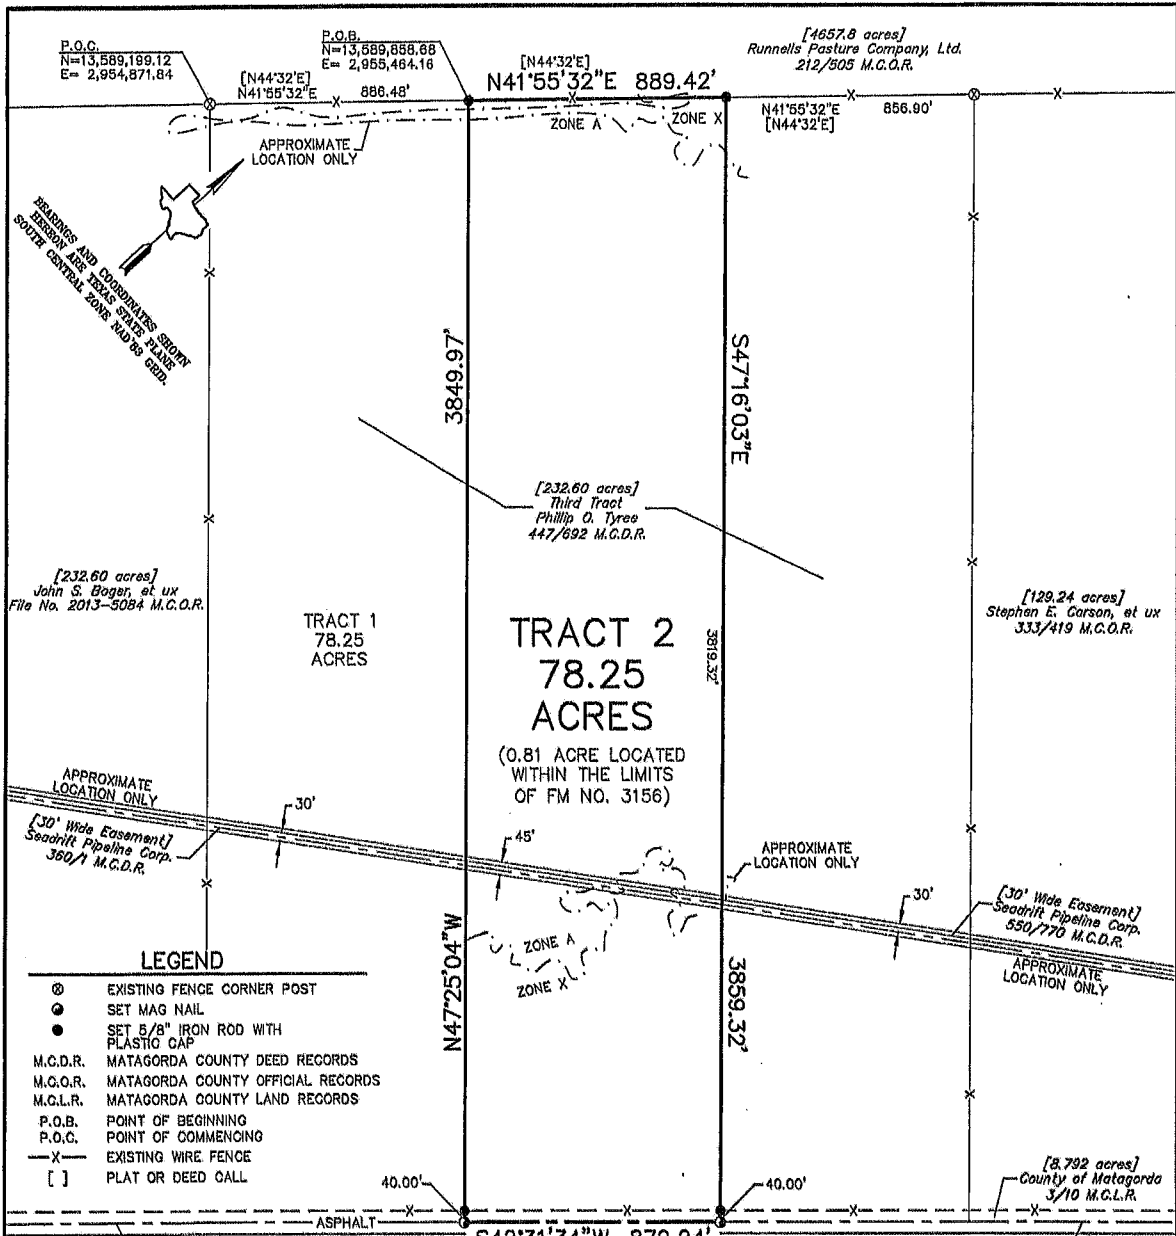 P.O.C.
N=13,589,199.12
E= 2,954,871.84
P.O.B.
N=13,589,858.68
E= 2,955,464.16
[4657.8 acres]
Runnells Pasture Company, Ltd.
212/505 M.C.O.R.
[N44°32'E]
N41°55'32"E
886.48'
[N44°32'E]
N41°55'32"E 889.42'
N41°55'32"E
[N44°32'E]
856.90'
APPROXIMATE
LOCATION ONLY
ZONE A
ZONE X
BEARINGS AND COORDINATES SHOWN
HEREON ARE TEXAS STATE PLANE
SOUTH CENTRAL ZONE NAD'83 GRID.
3849.97'
S47°16'03"E
[232.60 acres]
Third Tract
Phillip O. Tyree
447/692 M.C.D.R.
[232.60 acres]
John S. Boger, et ux
File No. 2013-5084 M.C.O.R.
TRACT 1
78.25
ACRES
TRACT 2
78.25
ACRES
(0.81 ACRE LOCATED
WITHIN THE LIMITS
OF FM NO. 3156)
3819.32'
[129.24 acres]
Stephen E. Carson, et ux
333/419 M.C.O.R.
APPROXIMATE
LOCATION ONLY
[30' Wide Easement]
Seadrift Pipeline Corp.
360/1 M.C.D.R.
30'
45'
APPROXIMATE
LOCATION ONLY
30'
[30' Wide Easement]
Seadrift Pipeline Corp.
550/770 M.C.D.R.
APPROXIMATE
LOCATION ONLY
ZONE A
ZONE X
N47°25'04"W
3859.32'
LEGEND
EXISTING FENCE CORNER POST
SET MAG NAIL
SET 5/8" IRON ROD WITH
PLASTIC CAP
M.C.D.R. MATAGORDA COUNTY DEED RECORDS
M.C.O.R. MATAGORDA COUNTY OFFICIAL RECORDS
M.C.L.R. MATAGORDA COUNTY LAND RECORDS
P.O.B. POINT OF BEGINNING
P.O.C. POINT OF COMMENCING
X EXISTING WIRE FENCE
[ ] PLAT OR DEED CALL
40.00'
40.00'
[8.792 acres]
County of Matagorda
3/10 M.C.L.R.
ASPHALT